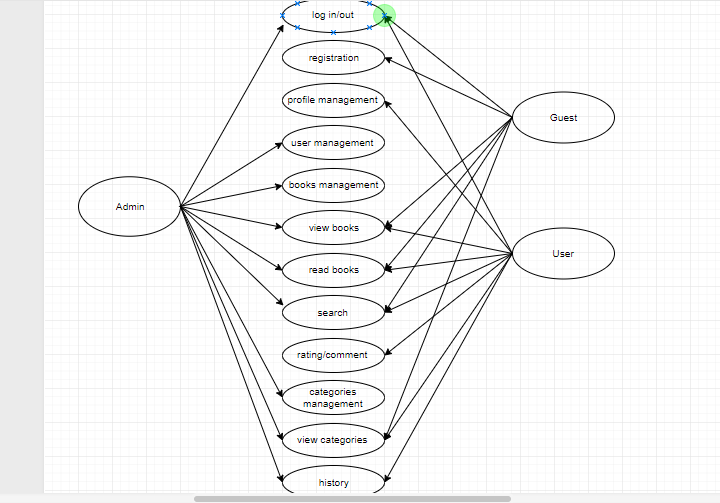 log in/out
registration
profile management
Guest
user management
books management
Admin
view books
User
read books
search
rating/comment
categories
management
view categories
history